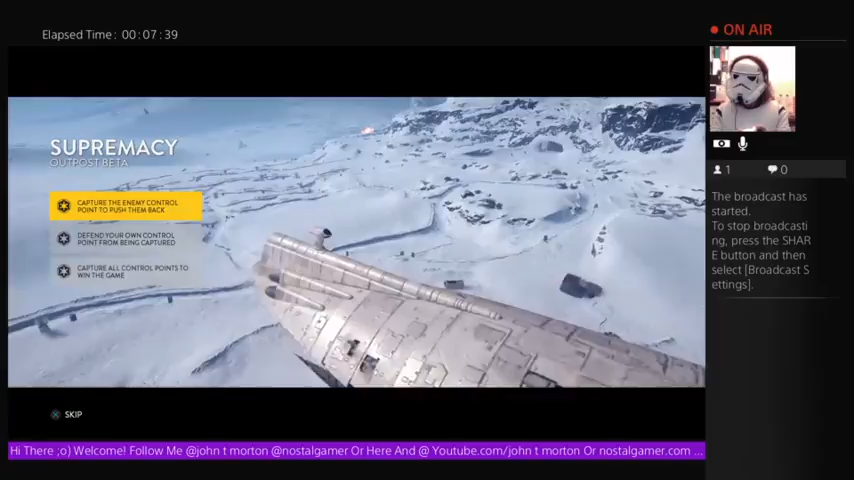 Elapsed Time: 00:07:39
ON AIR
SUPREMACY
OUTPOST BETA
CAPTURE THE ENEMY CONTROL
POINT TO PUSH THEM BACK
DEFEND YOUR OWN CONTROL
POINT FROM BEING CAPTURED
CAPTURE ALL CONTROL POINTS TO
WIN THE GAME
SKIP
1
0
The broadcast has
started.
To stop broadcasti
ng, press the SHAR
E button and then
select [Broadcast S
ettings].
Hi There ;o) Welcome! Follow Me @john t morton @nostalgamer Or Here And @ Youtube.com/john t morton Or nostalgamer.com ...